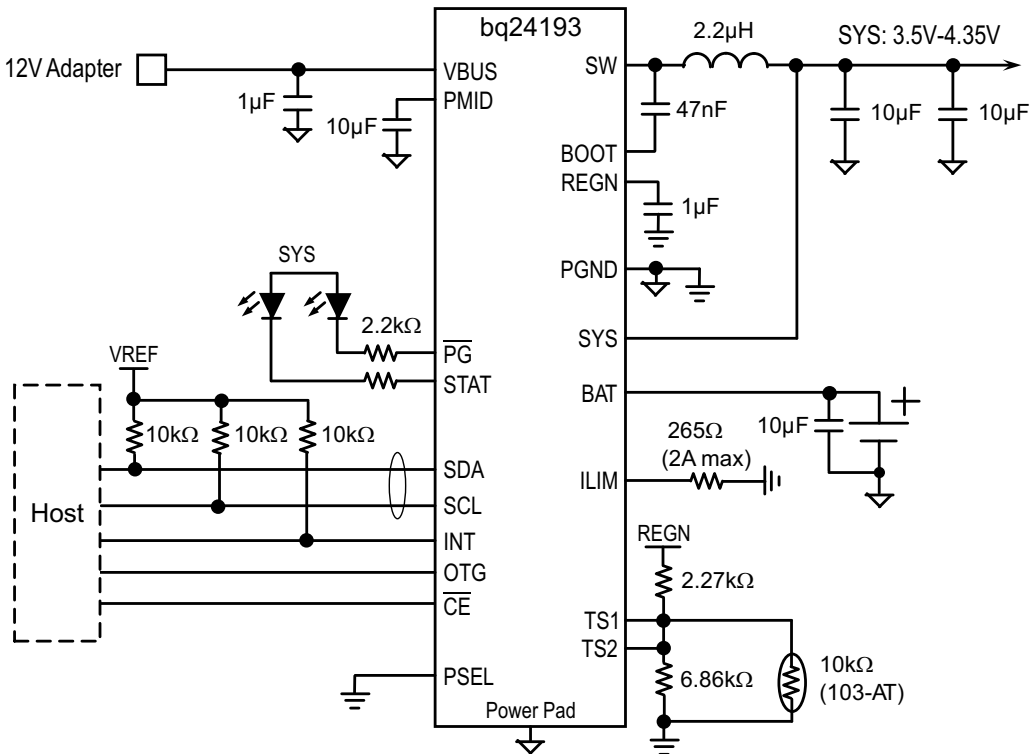 bq24193
2.2µH
SYS: 3.5V-4.35V
12V Adapter
VBUS
SW
1µF
PMID
10µF
47nF
10µF
10µF
BOOT
REGN
1µF
SYS
PGND
2.2kΩ
SYS
VREF
PG
STAT
BAT
+
10kΩ
10kΩ
10kΩ
265Ω
(2A max)
10µF
SDA
ILIM
Host
SCL
INT
REGN
OTG
2.27kΩ
CE
TS1
TS2
10kΩ
(103-AT)
PSEL
6.86kΩ
Power Pad